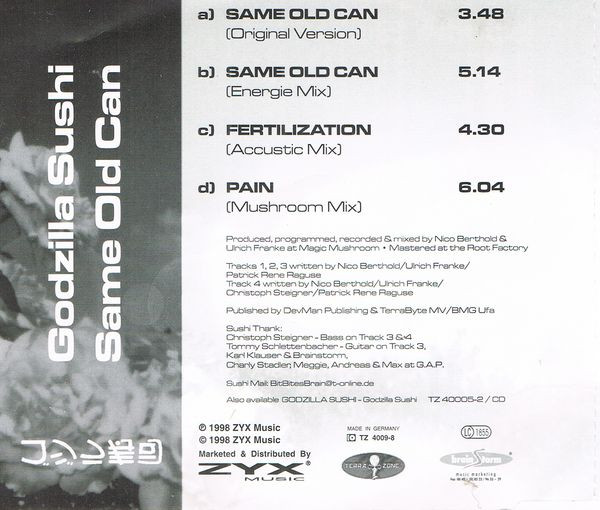 Godzilla Sushi
Same Old Can
a) SAME OLD CAN 3.48
(Original Version)
b) SAME OLD CAN 5.14
(Energie Mix)
c) FERTILIZATION 4.30
(Accustic Mix)
d) PAIN 6.04
(Mushroom Mix)
Produced, programmed, recorded & mixed by Nico Berthold &
Ulrich Franke at Magic Mushroom • Mastered at the Root Factory
Tracks 1, 2, 3 written by Nico Berthold/Ulrich Franke/
Patrick Rene Raguse
Track 4 written by Nico Berthold/Ulrich Franke/
Christoph Steigner/Patrick Rene Raguse
Published by DevMan Publishing & TerraByte MV/BMG Ufa
Sushi Thank:
Christoph Steigner - Bass on Track 3 &4
Tommy Schlettenbacher - Guitar on Track 3,
Karl Klauser & Brainstorm,
Charly Stadler, Meggie, Andreas & Max at G.A.P.
Sushi Mail: BitBitesBrain@t-online.de
Also available GODZILLA SUSHI - Godzilla Sushi TZ 40005-2 / CD
℗ 1998 ZYX Music
© 1998 ZYX Music
Marketed & Distributed By
ZYX®
MUSIC
MADE IN GERMANY
TZ 4009-8
TERRA ZONE
LC 1855
brainStorm
music marketing